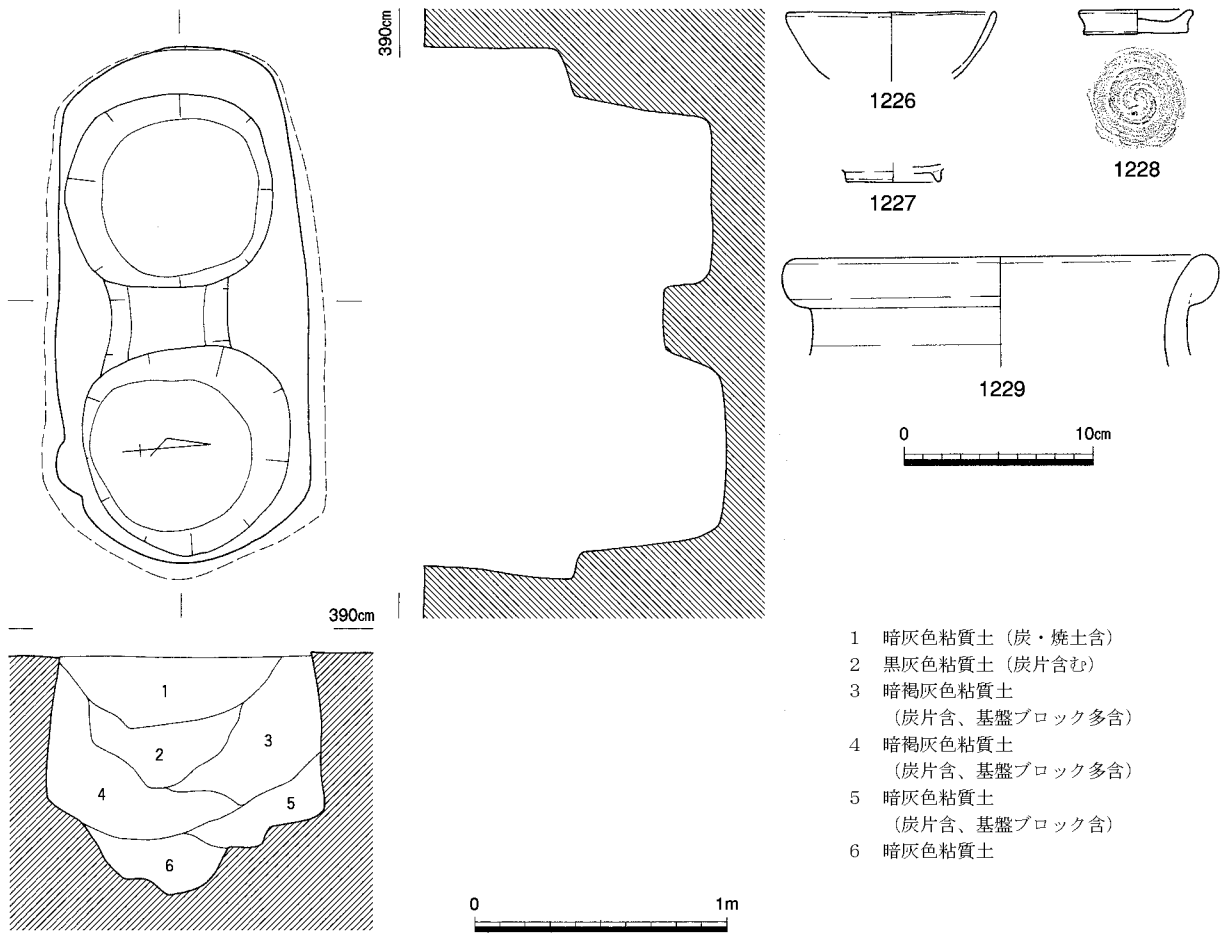 390㎝
1226
1228
1227
1229
0 10㎝
390㎝
1
2
3
4
5
6
1 暗灰色粘質土（炭・焼土含）
2 黒灰色粘質土（炭片含む）
3 暗褐灰色粘質土
（炭片含、基盤ブロック多含）
4 暗褐灰色粘質土
（炭片含、基盤ブロック多含）
5 暗灰色粘質土
（炭片含、基盤ブロック含）
6 暗灰色粘質土
0 1m